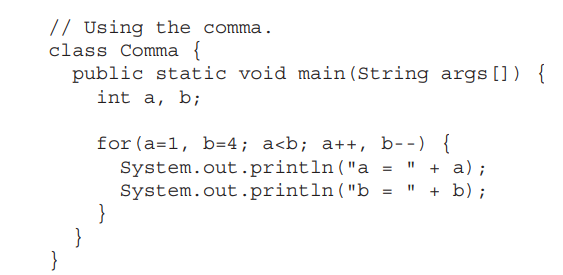 // Using the comma.
class Comma {
public static void main(String args[]) {
int a, b;
for(a=1, b=4; a<b; a++, b--) {
System.out.println("a = " + a);
System.out.println("b = " + b);
}
}
}